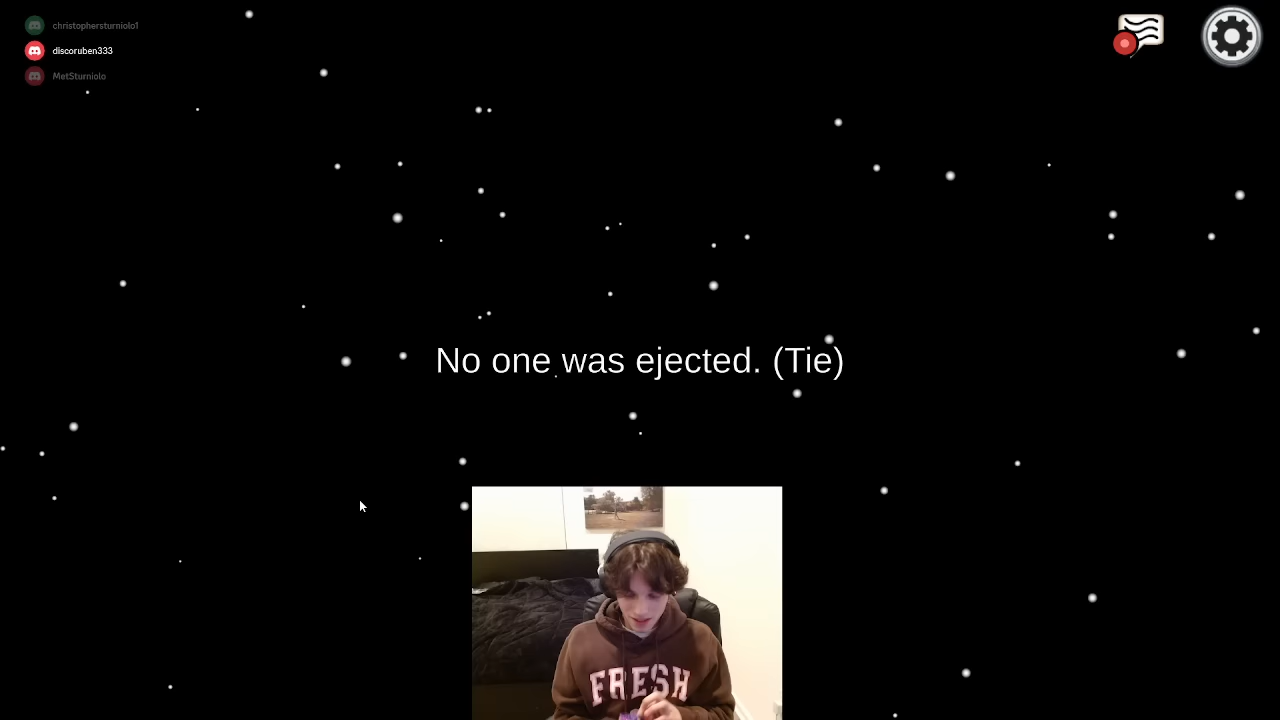 christophersturniolo1
discoruben333
MetSturniolo
No one was ejected. (Tie)
FRESH